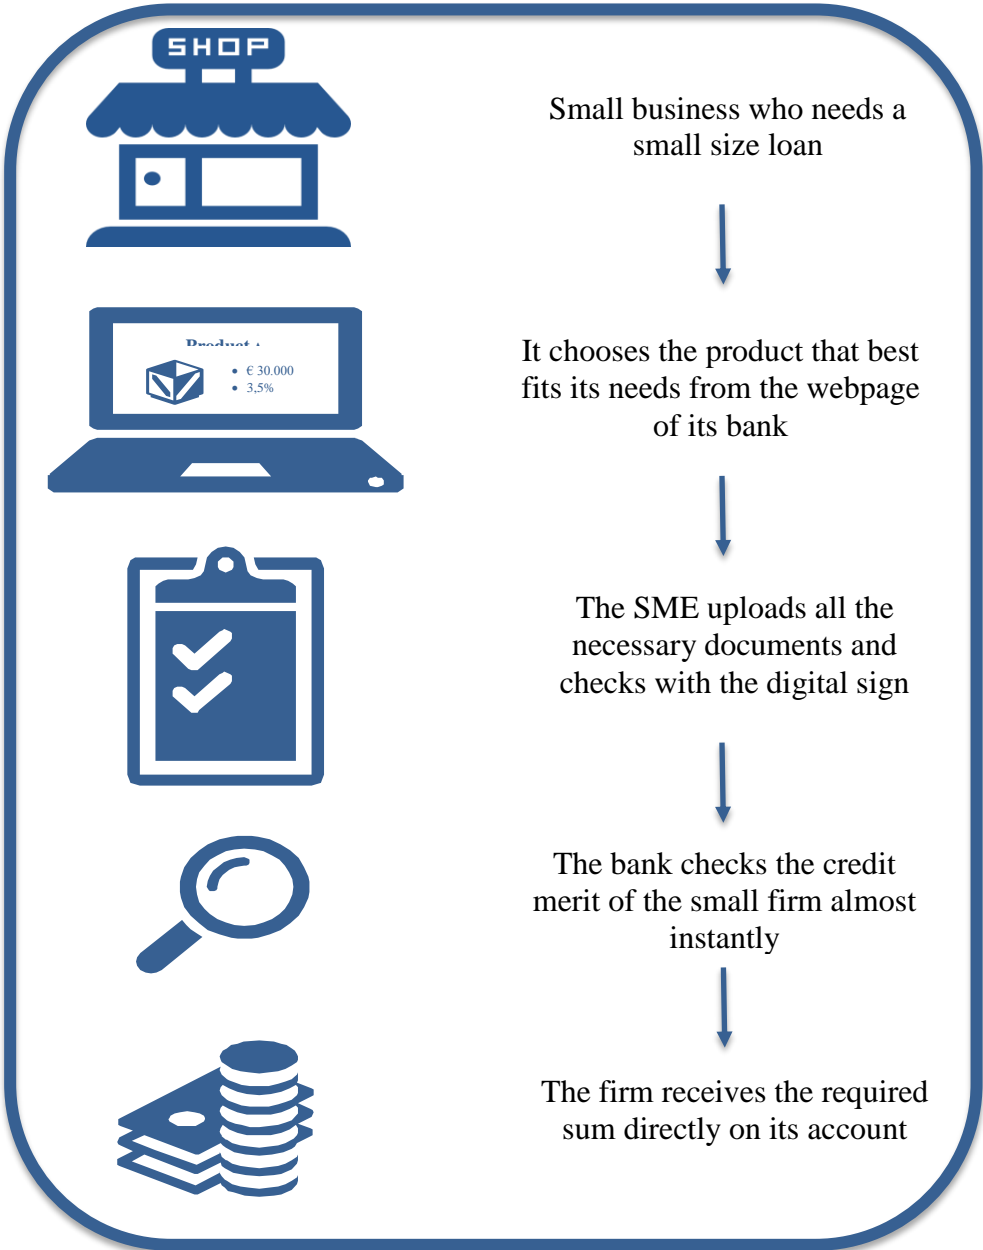 SHOP
Small business who needs a
small size loan
Product
• € 30.000
• 3,5%
It chooses the product that best
fits its needs from the webpage
of its bank
The SME uploads all the
necessary documents and
checks with the digital sign
The bank checks the credit
merit of the small firm almost
instantly
The firm receives the required
sum directly on its account